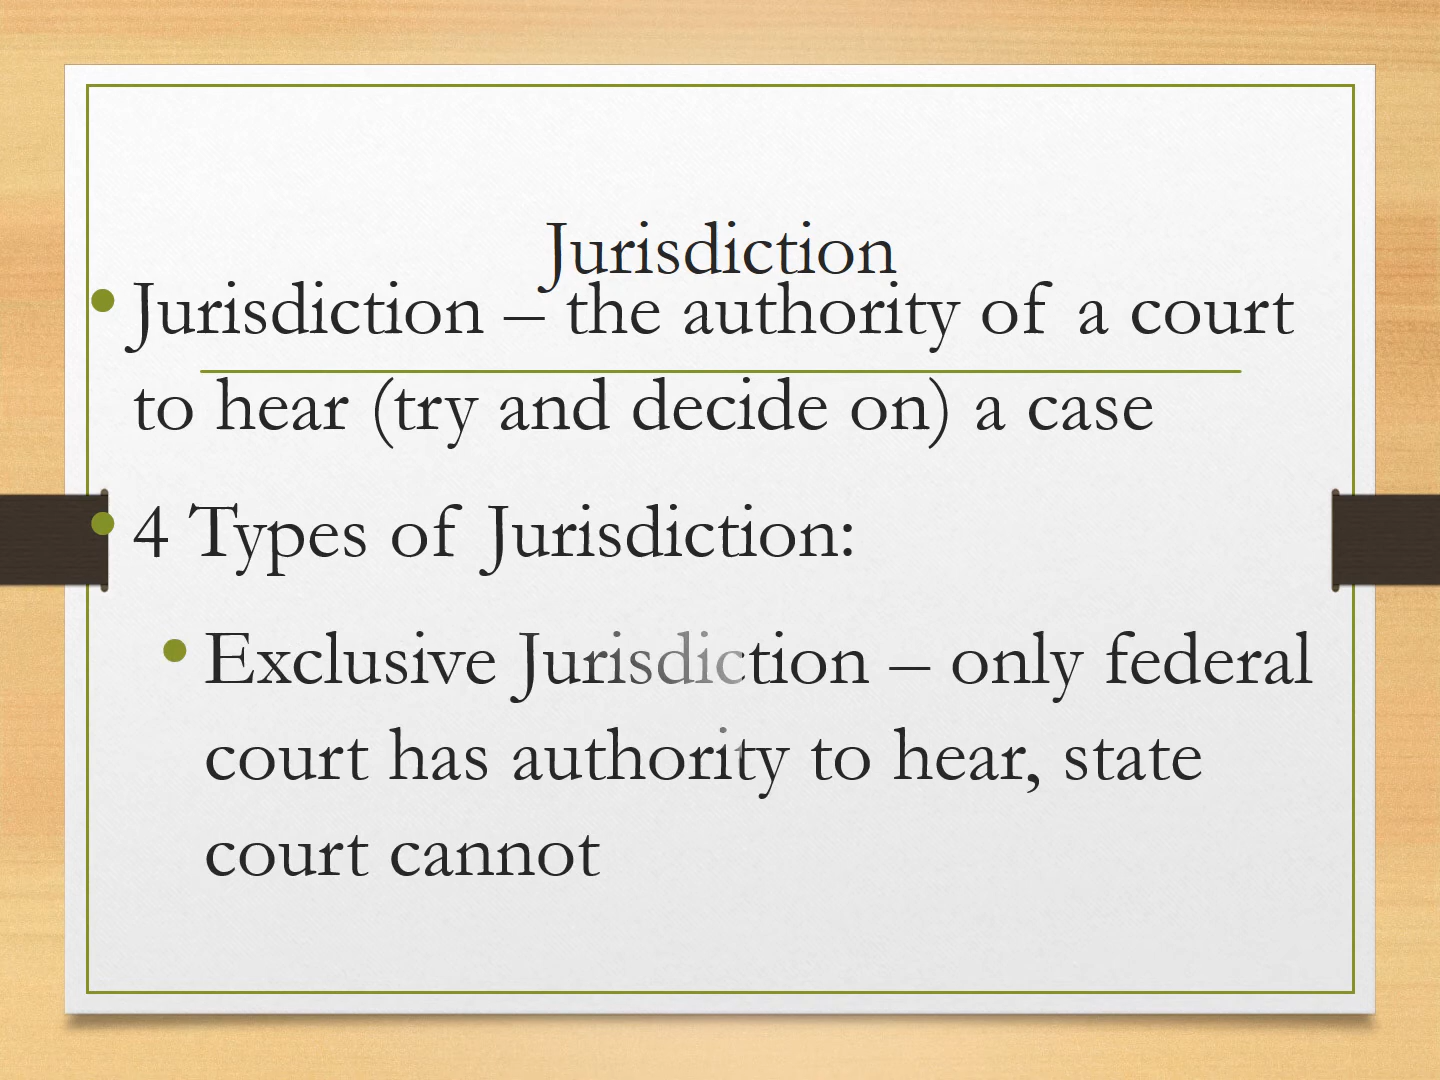 Jurisdiction
• Jurisdiction – the authority of a court
to hear (try and decide on) a case
• 4 Types of Jurisdiction:
• Exclusive Jurisdiction – only federal
court has authority to hear, state
court cannot